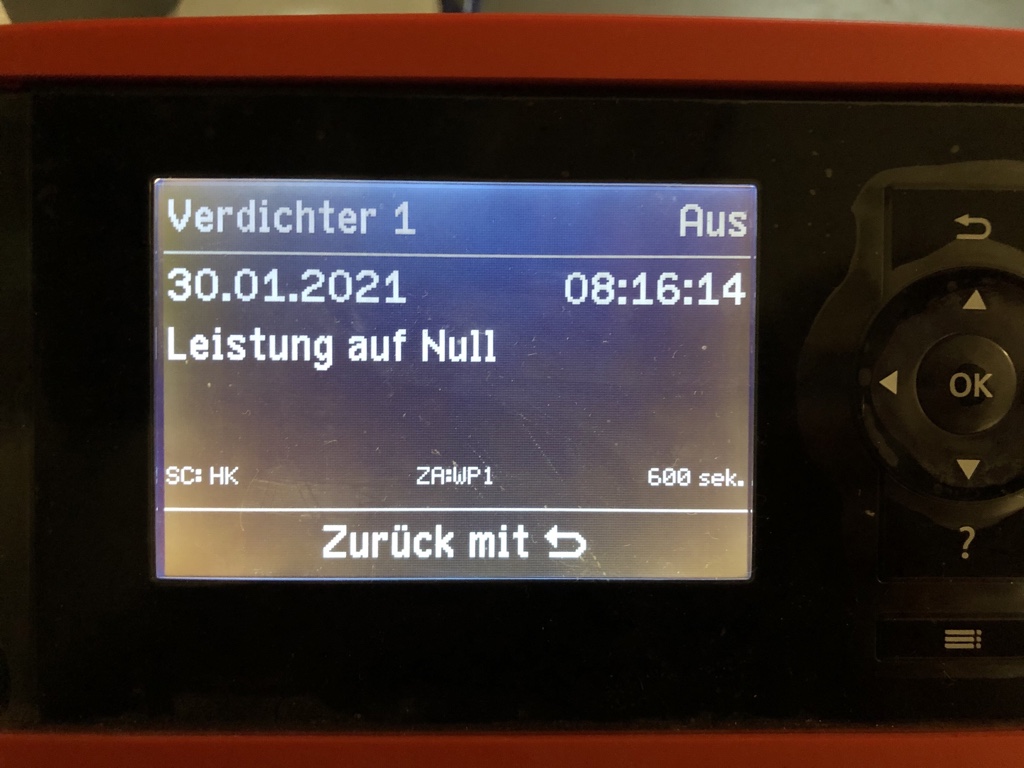 Verdichter 1 Aus
30.01.2021 08:16:14
Leistung auf Null
SC: HK ZA:WP1 600 sek.
Zurück mit
OK
?